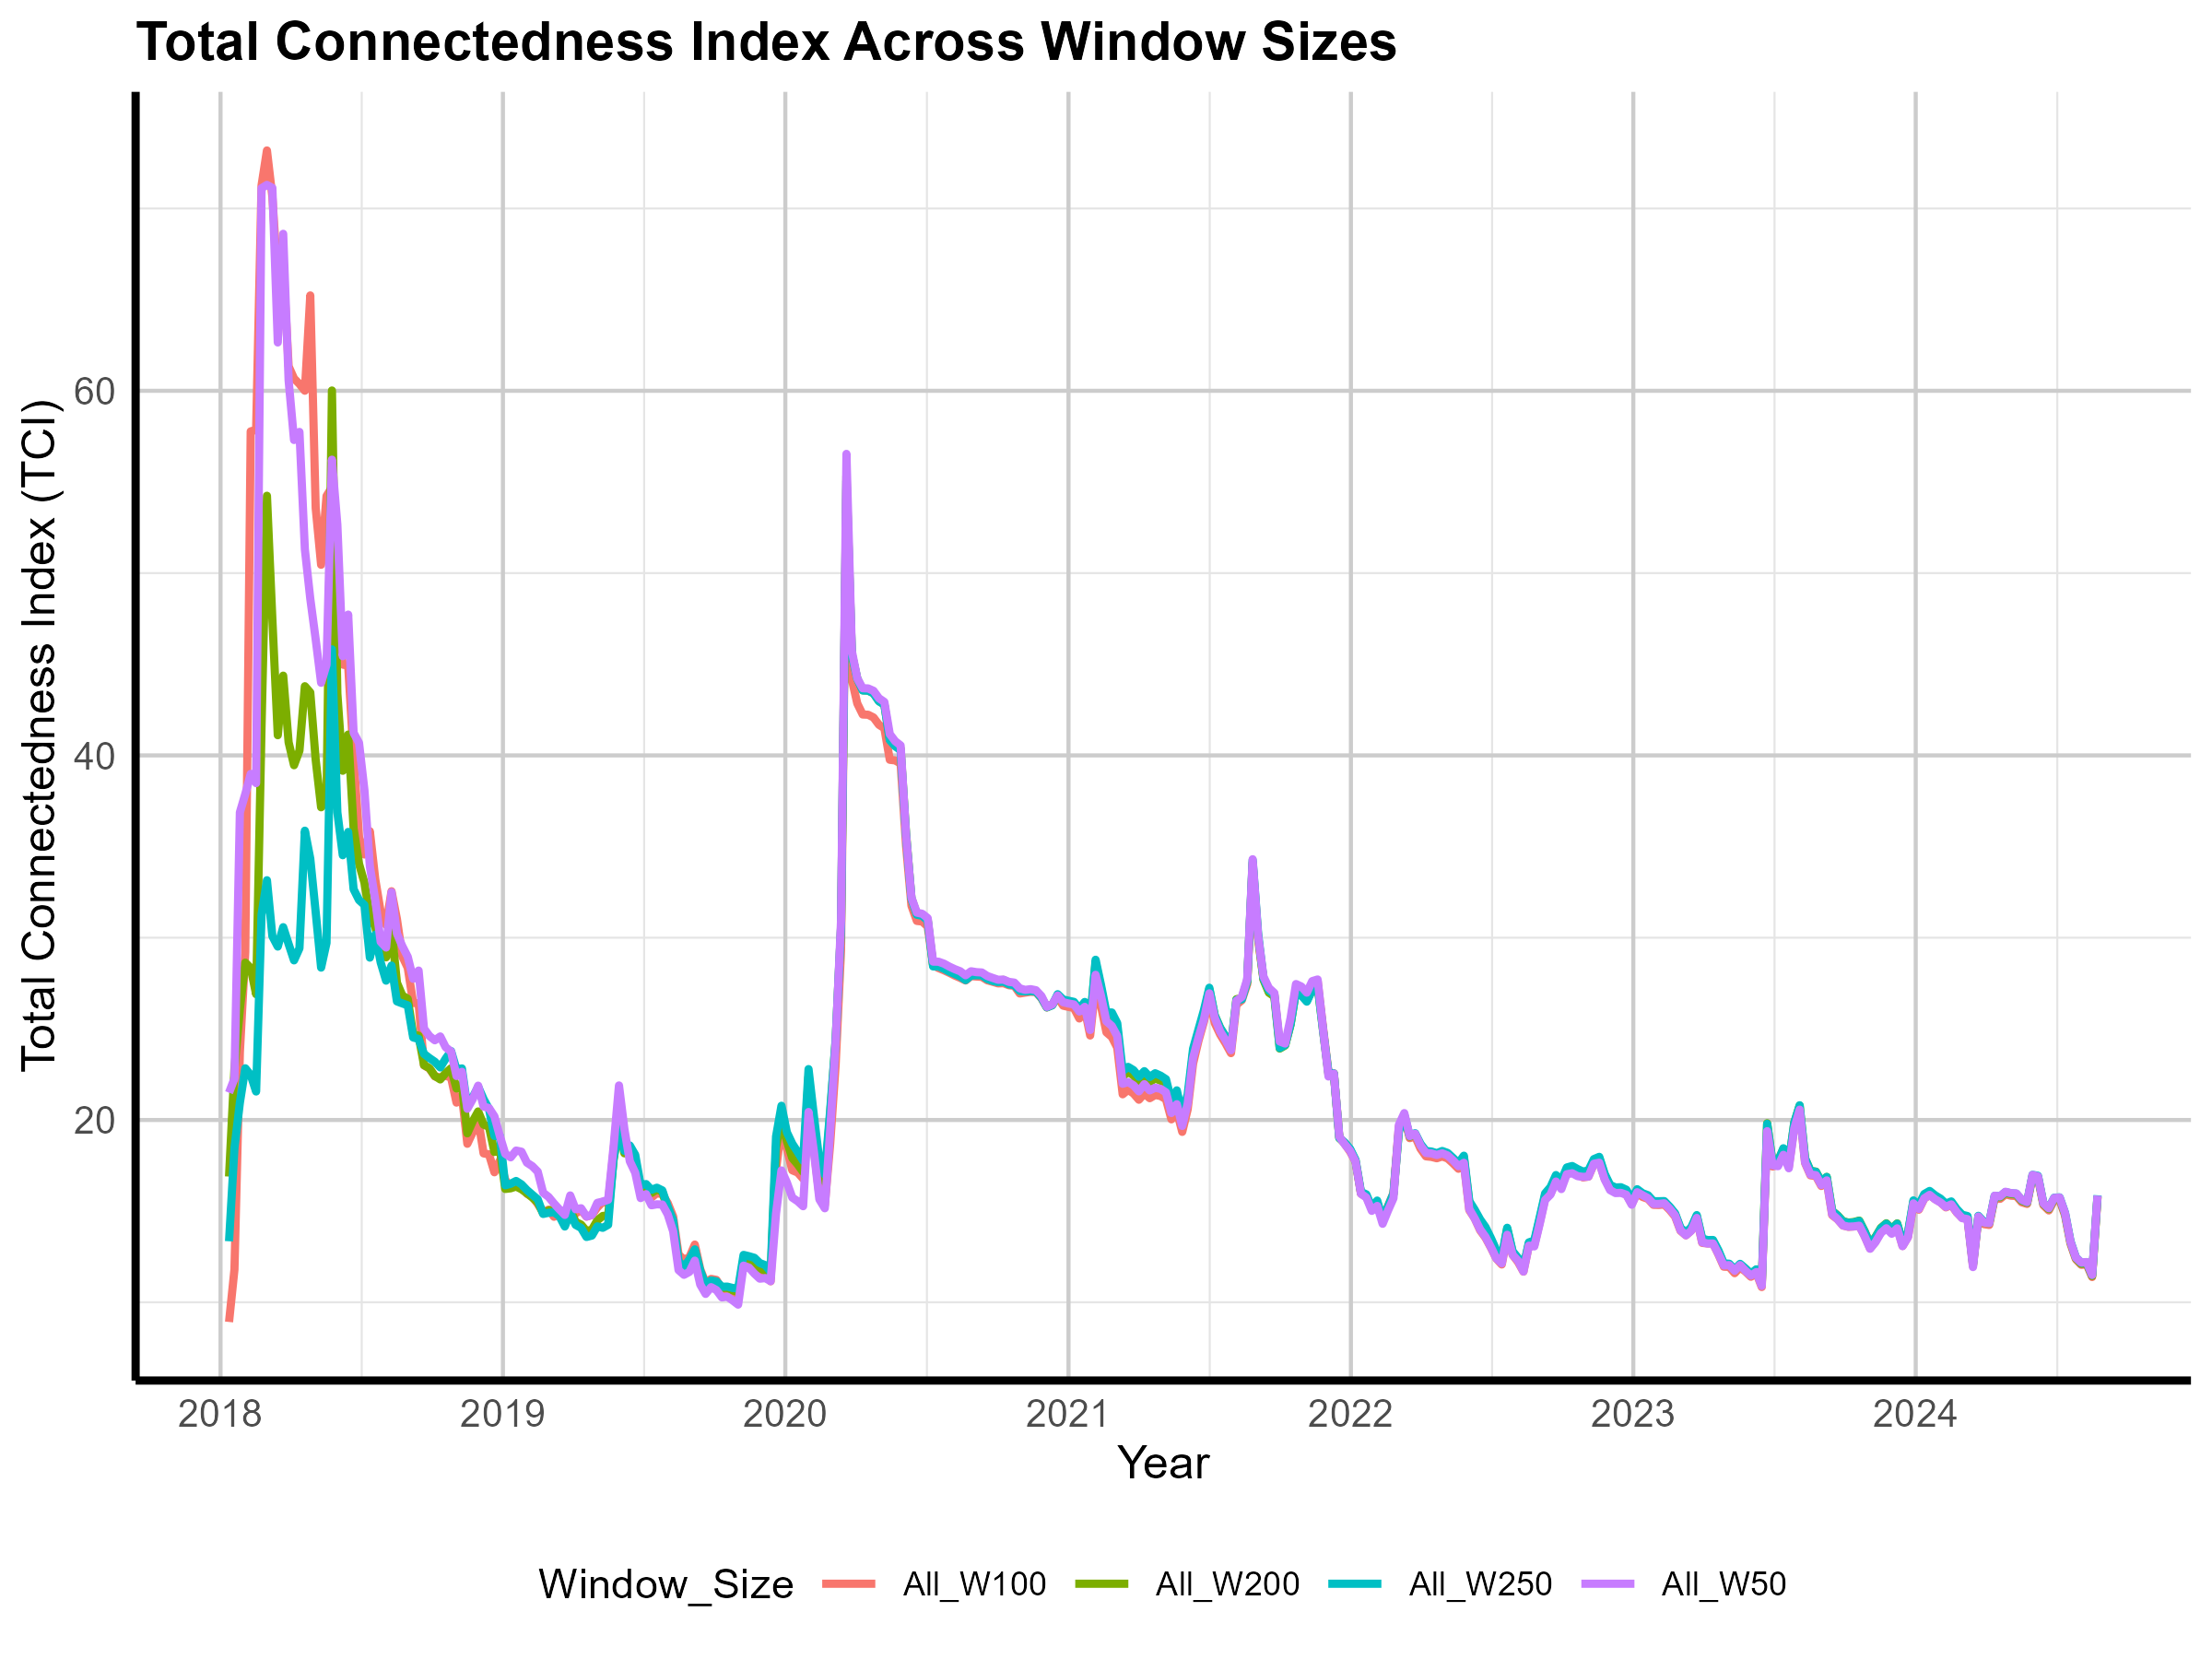 Total Connectedness Index Across Window Sizes
Total Connectedness Index (TCI)
60
40
20
2018 2019 2020 2021 2022 2023 2024
Year
Window_Size All_W100 All_W200 All_W250 All_W50